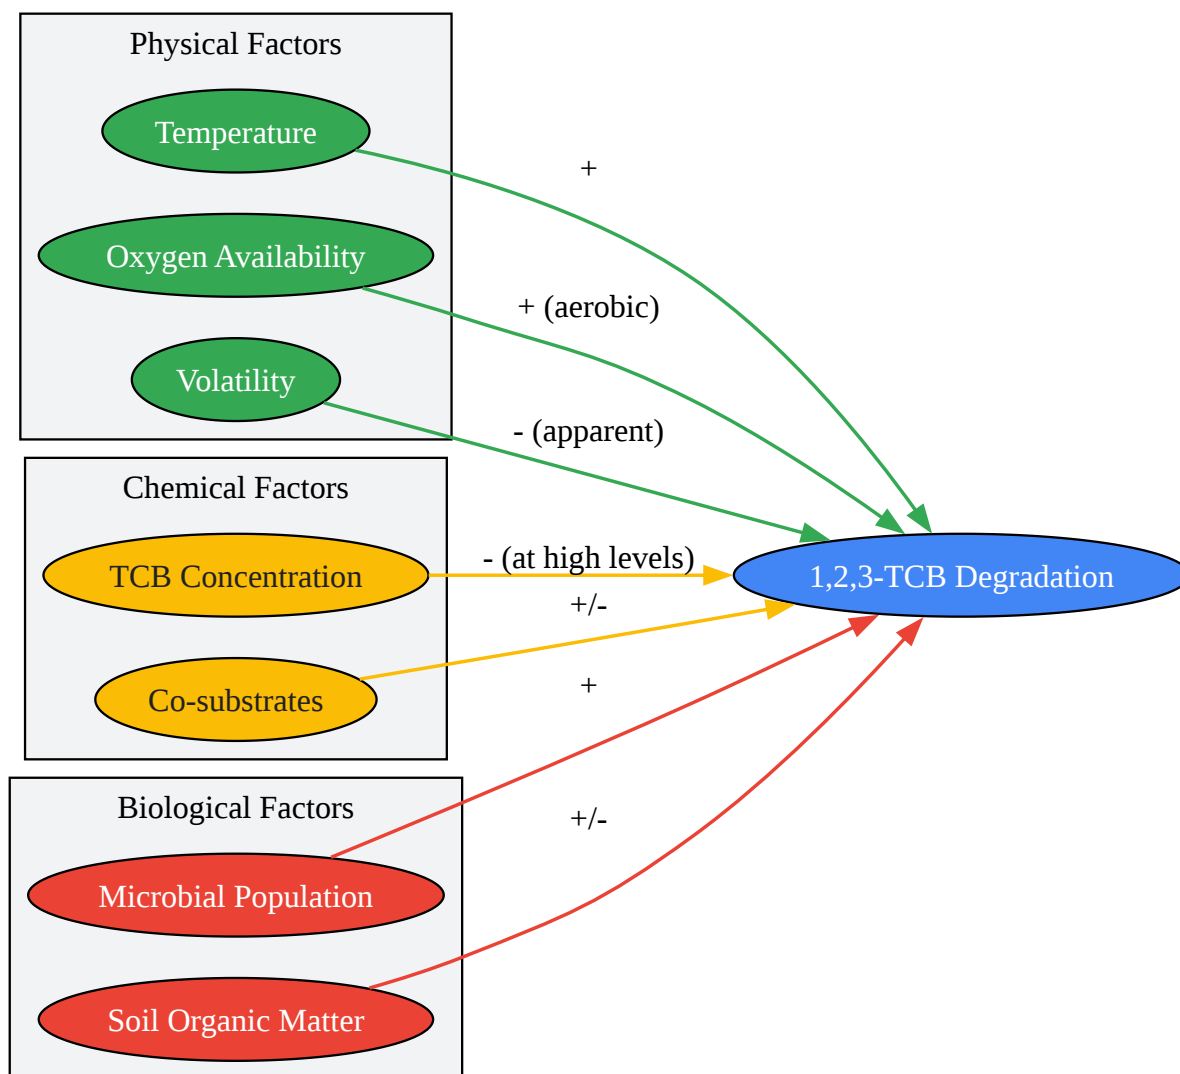 Physical Factors
Temperature
+
Oxygen Availability
+ (aerobic)
Volatility
- (apparent)
Chemical Factors
TCB Concentration
- (at high levels)
1,2,3-TCB Degradation
+/-
Co-substrates
+
Biological Factors
+/-
Microbial Population
Soil Organic Matter